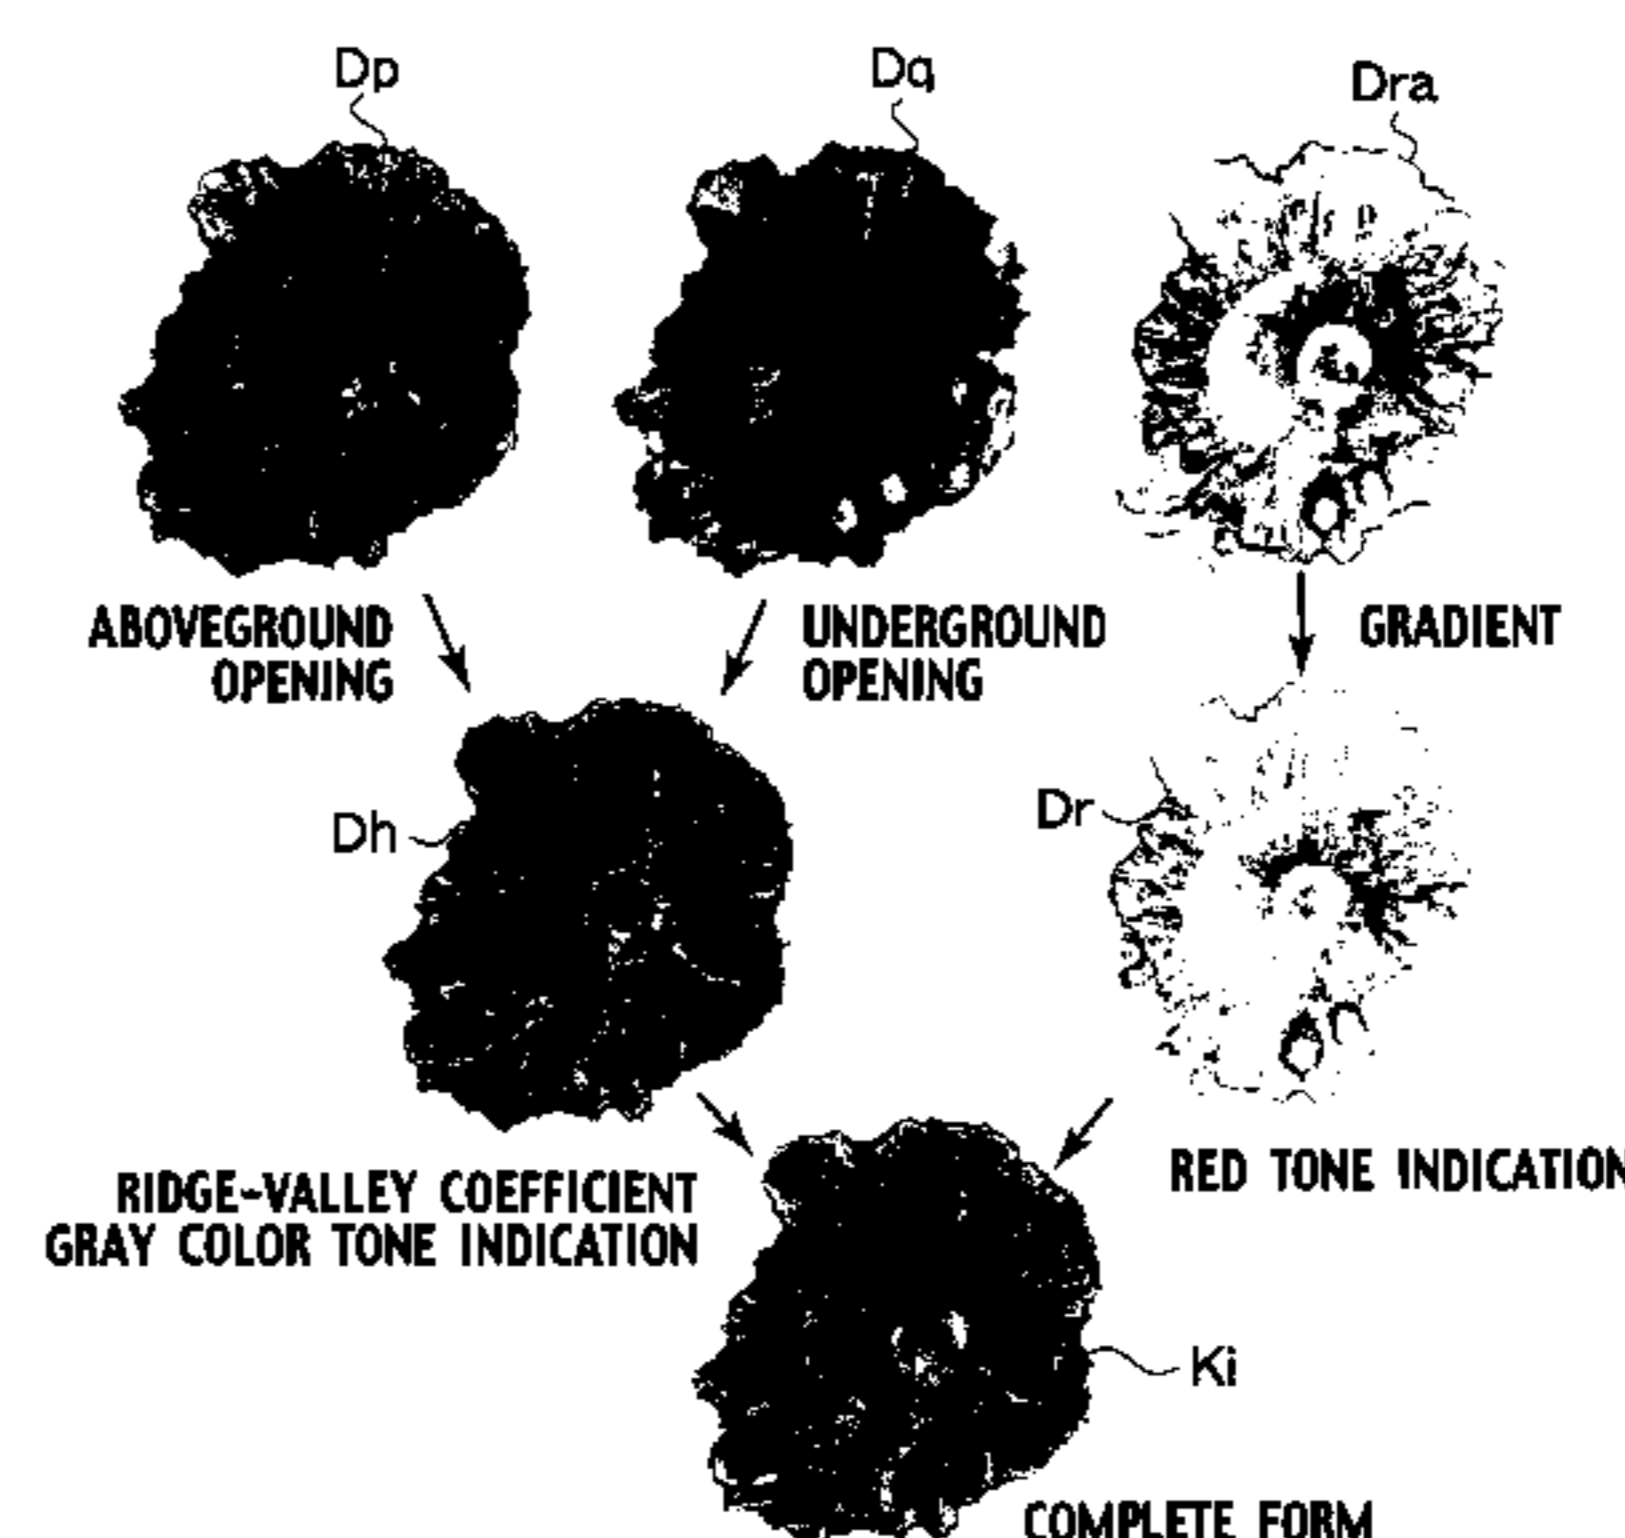 Dp
Dq
Dra
ABOVEGROUND
OPENING
UNDERGROUND
OPENING
GRADIENT
Dh
Dr
RIDGE-VALLEY COEFFICIENT
GRAY COLOR TONE INDICATION
RED TONE INDICATION
Ki
COMPLETE FORM